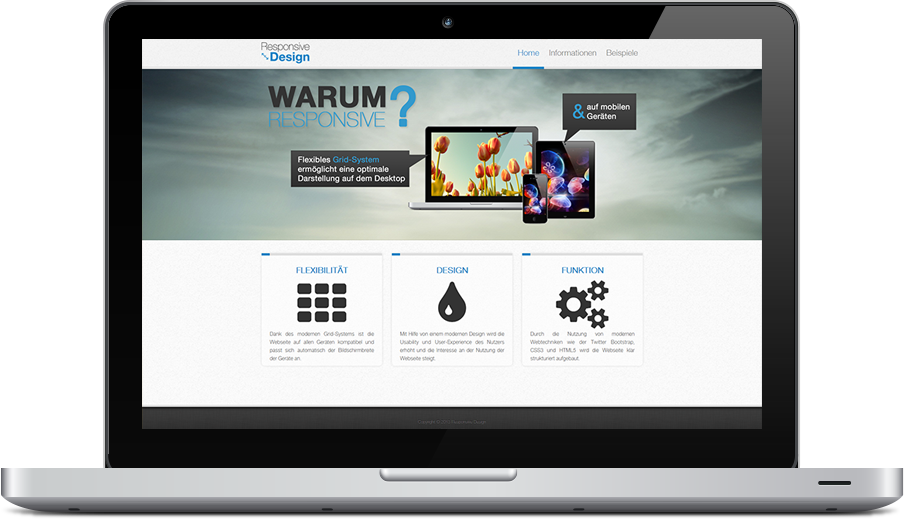 Responsive
Design
Home Informationen Beispiele
WARUM ?
RESPONSIVE
& auf mobilen
Geräten
Flexibles Grid-System
ermöglicht eine optimale
Darstellung auf dem Desktop
FLEXIBILITÄT
Dank des modernen Grid-Systems ist die
Webseite auf allen Geräten kompatibel und
passt sich automatisch der Bildschirmbreite
der Geräte an.
DESIGN
Mit Hilfe von einem modernen Design wird die
Usability und User-Experience des Nutzers
erhöht und die Interesse an der Nutzung der
Webseite steigt.
FUNKTION
Durch die Nutzung von modernen
Webtechniken wie der Twitter Bootstrap,
CSS3 und HTML5 wird die Webseite klar
strukturiert aufgebaut.
Copyright © 2012